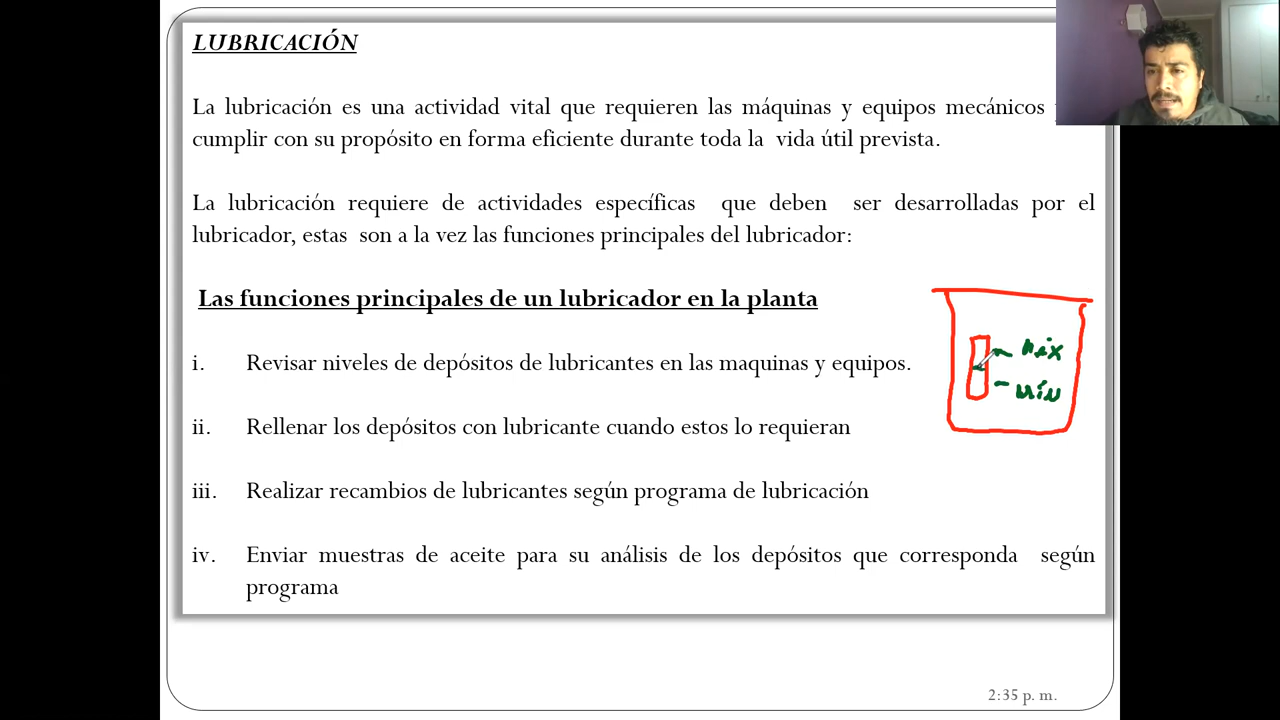 LUBRICACIÓN
La lubricación es una actividad vital que requieren las máquinas y equipos mecánicos
cumplir con su propósito en forma eficiente durante toda la vida útil prevista.
La lubricación requiere de actividades específicas que deben ser desarrolladas por el
lubricador, estas son a la vez las funciones principales del lubricador:
Las funciones principales de un lubricador en la planta
i. Revisar niveles de depósitos de lubricantes en las maquinas y equipos.
MÁX
MÍN
ii. Rellenar los depósitos con lubricante cuando estos lo requieran
iii. Realizar recambios de lubricantes según programa de lubricación
iv. Enviar muestras de aceite para su análisis de los depósitos que corresponda según
programa
2:35 p. m.